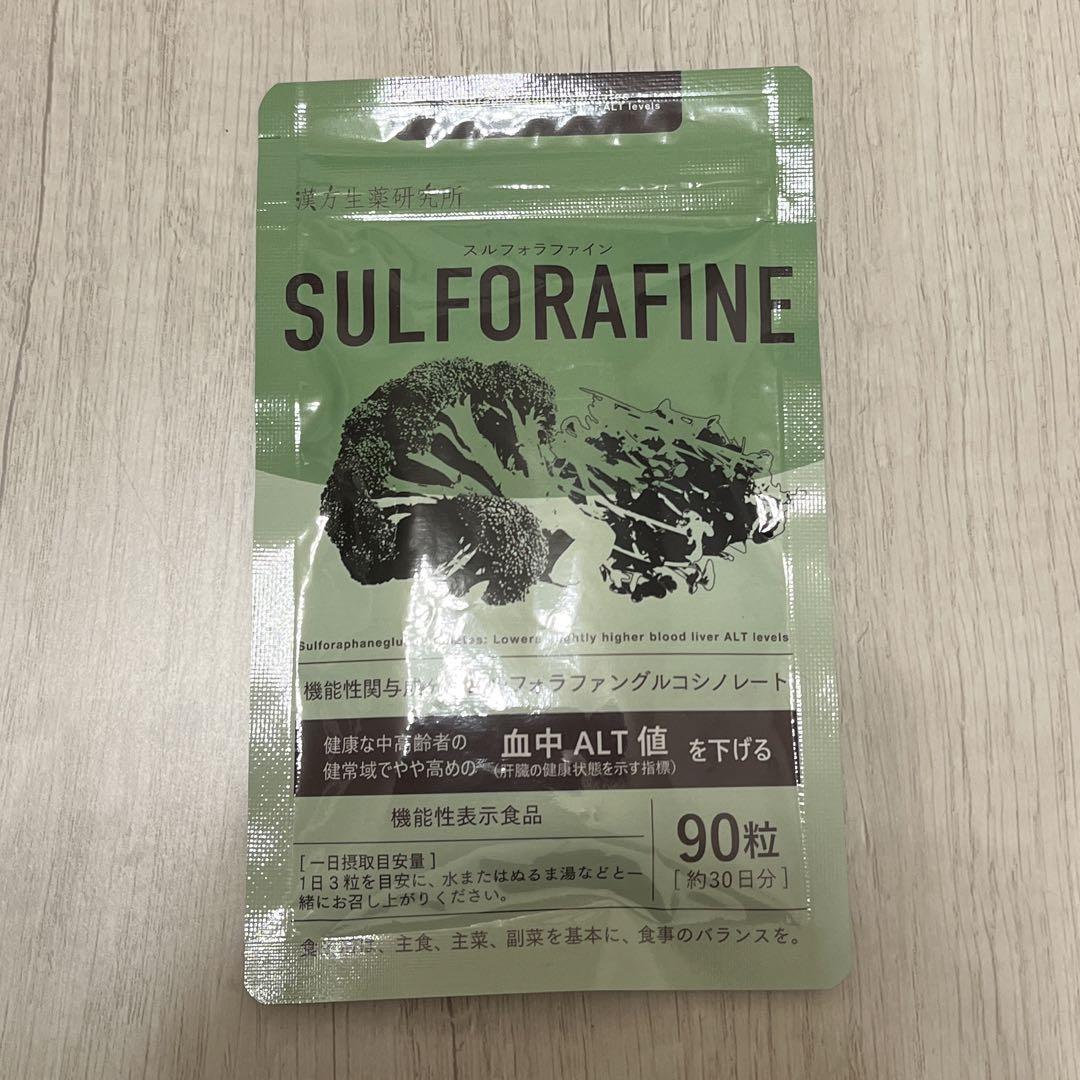 ALT levels
漢方生薬研究所
スルフォラファイン
SULFORAFINE
Lowers slightly higher blood liver ALT levels
機能性関与 フォラファングルコシノレート
健康な中高齢者の
健常域でやや高めの
血中 ALT 値
(肝臓の健康状態を示す指標)
を下げる
機能性表示食品
[一日摂取目安量]
1日3粒を目安に、水またはぬるま湯などと一
緒にお召し上がりください。
90粒
[約30日分]
主食、主菜、副菜を基本に、食事のバランスを。